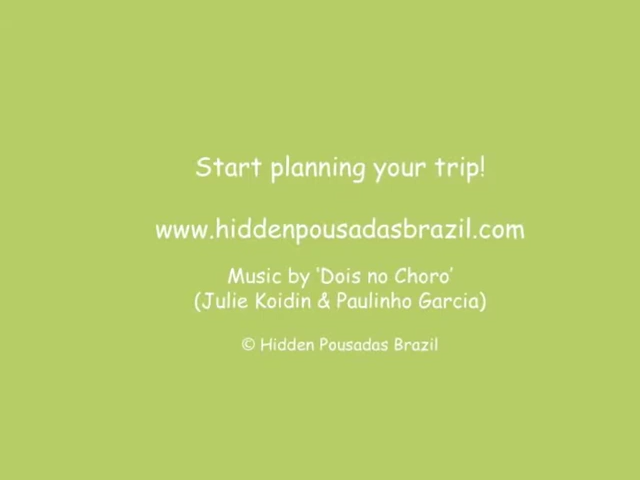 Start planning your trip!
www.hiddenpousadasbrazil.com
Music by 'Dois no Choro'
(Julie Koidin & Paulinho Garcia)
© Hidden Pousadas Brazil